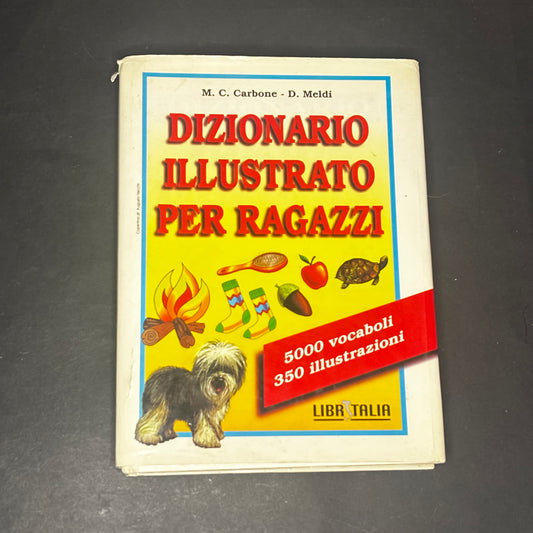 M. C. Carbone - D. Meldi
DIZIONARIO
ILLUSTRATO
PER RAGAZZI
5000 vocaboli
350 illustrazioni
LIBRITALIA